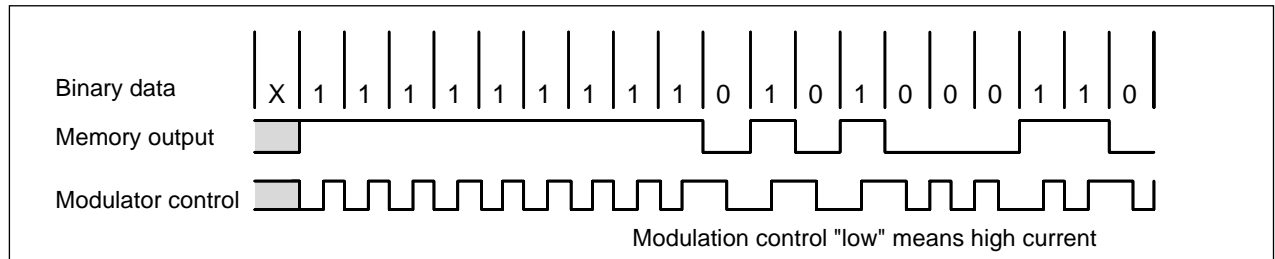 Binary data X 1 1 1 1 1 1 1 1 1 0 1 0 1 0 0 0 1 1 0
Memory output
Modulator control
Modulation control "low" means high current